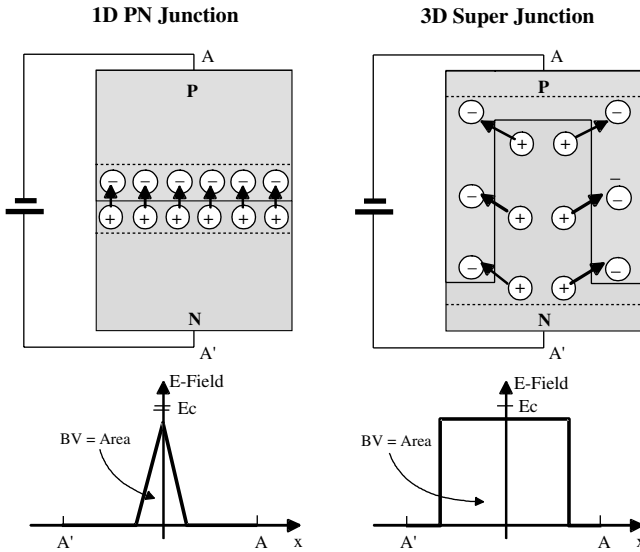 1D PN Junction
A
P
− − − − − −
+ + + + + +
N
A'
E-Field
Ec
BV = Area
A'
A
x
3D Super Junction
A
P
− −
+ +
− − −
+ +
− −
+ +
N
A'
E-Field
Ec
BV = Area
A'
A
x